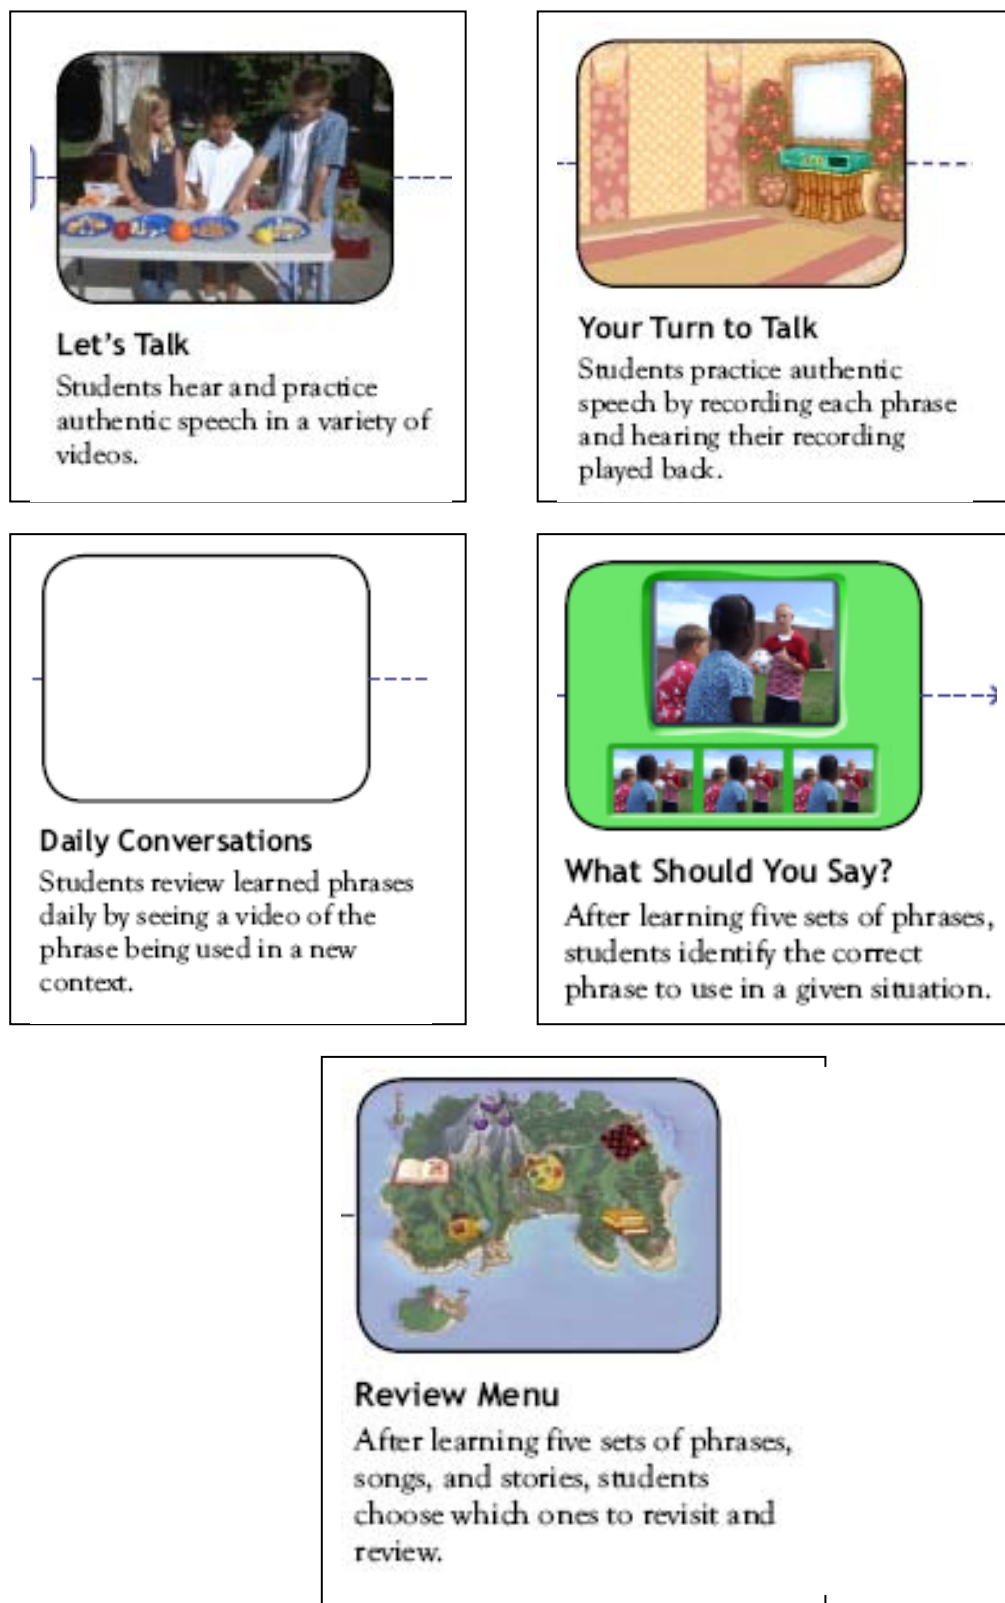 Let's Talk
Students hear and practice
authentic speech in a variety of
videos.
Your Turn to Talk
Students practice authentic
speech by recording each phrase
and hearing their recording
played back.
Daily Conversations
Students review learned phrases
daily by seeing a video of the
phrase being used in a new
context.
What Should You Say?
After learning five sets of phrases,
students identify the correct
phrase to use in a given situation.
Review Menu
After learning five sets of phrases,
songs, and stories, students
choose which ones to revisit and
review.